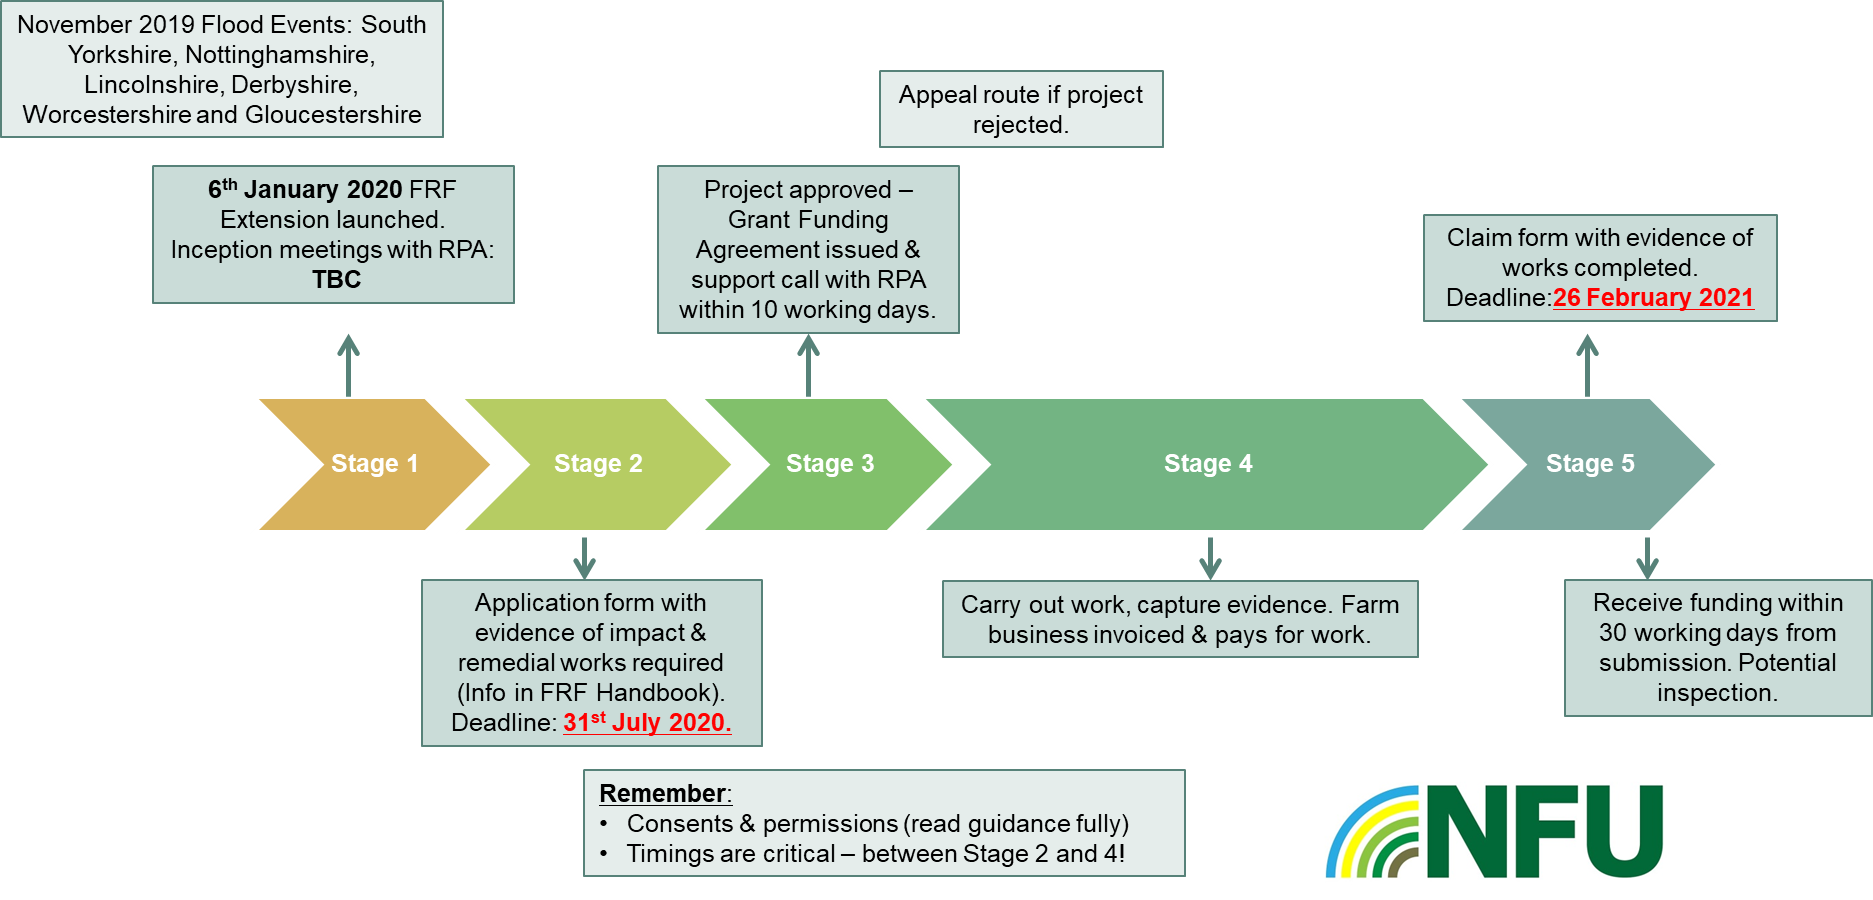 November 2019 Flood Events: South
Yorkshire, Nottinghamshire,
Lincolnshire, Derbyshire,
Worcestershire and Gloucestershire
Appeal route if project
rejected.
6th January 2020 FRF
Extension launched.
Inception meetings with RPA:
TBC
Project approved –
Grant Funding
Agreement issued &
support call with RPA
within 10 working days.
Claim form with evidence of
works completed.
Deadline:26 February 2021
Stage 1
Stage 2
Stage 3
Stage 4
Stage 5
Application form with
evidence of impact &
remedial works required
(Info in FRF Handbook).
Deadline: 31st July 2020.
Carry out work, capture evidence. Farm
business invoiced & pays for work.
Receive funding within
30 working days from
submission. Potential
inspection.
Remember:
• Consents & permissions (read guidance fully)
• Timings are critical – between Stage 2 and 4!
NFU